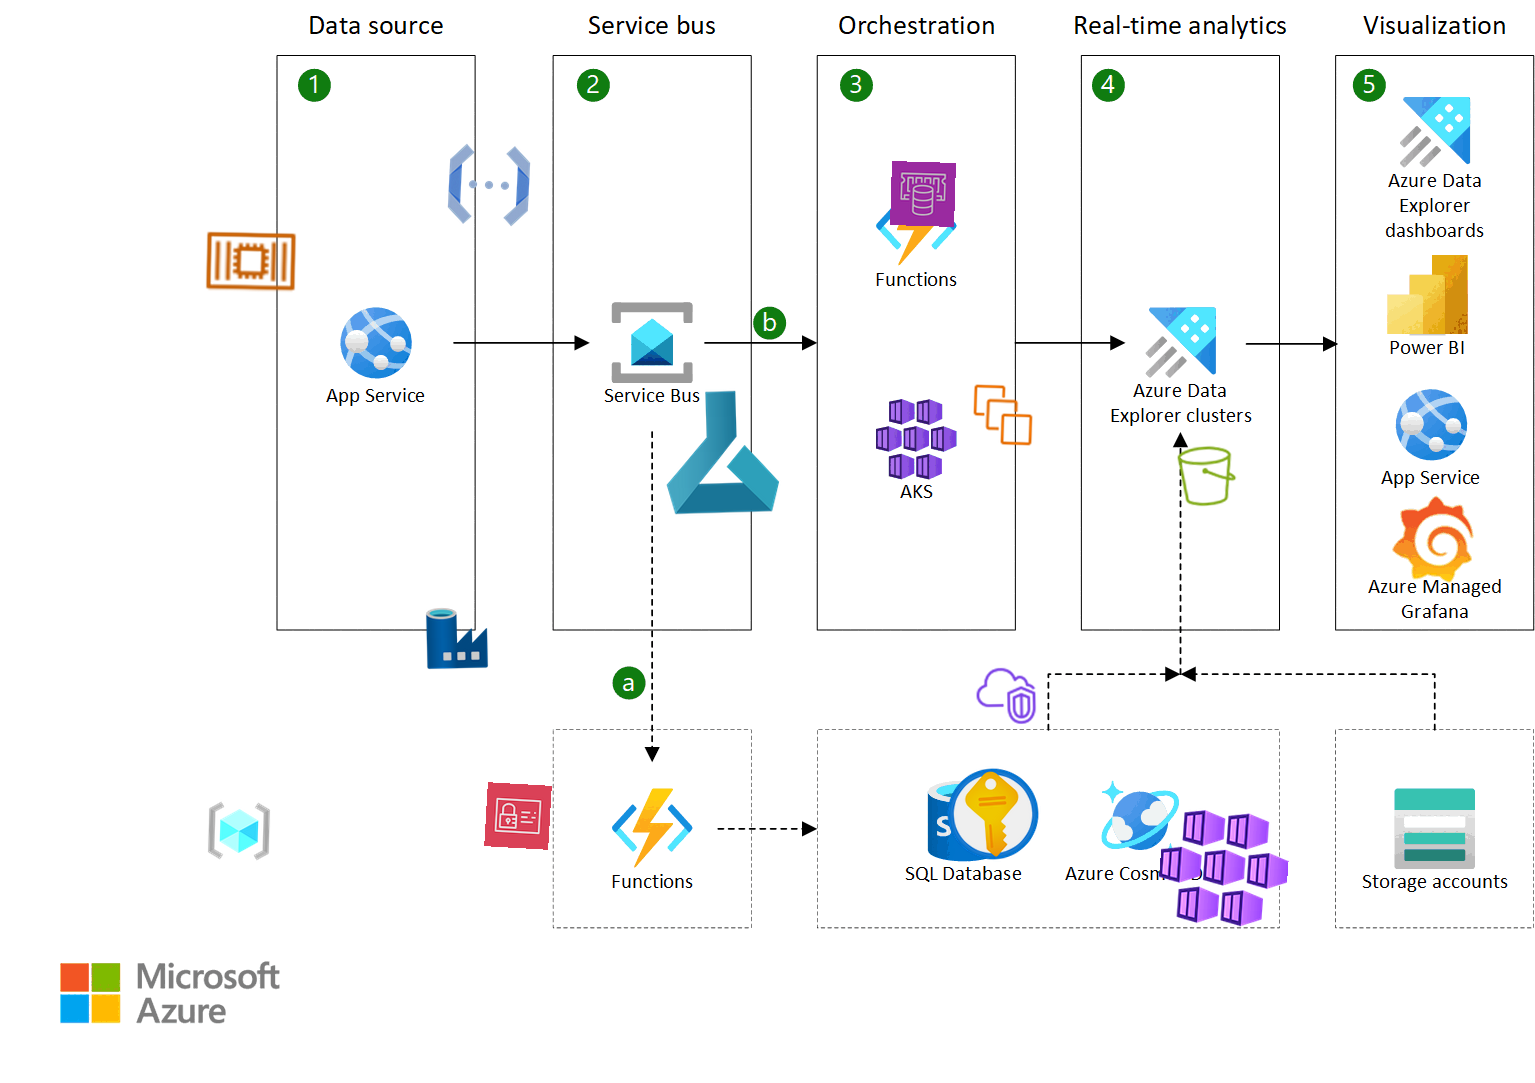 Data source
Service bus
Orchestration
Real-time analytics
Visualization
1
2
3
4
5
App Service
Service Bus
b
Functions
AKS
Azure Data
Explorer clusters
Azure Data
Explorer
dashboards
Power BI
App Service
Azure Managed
Grafana
a
Functions
S
SQL Database
Azure
Storage accounts
Microsoft
Azure